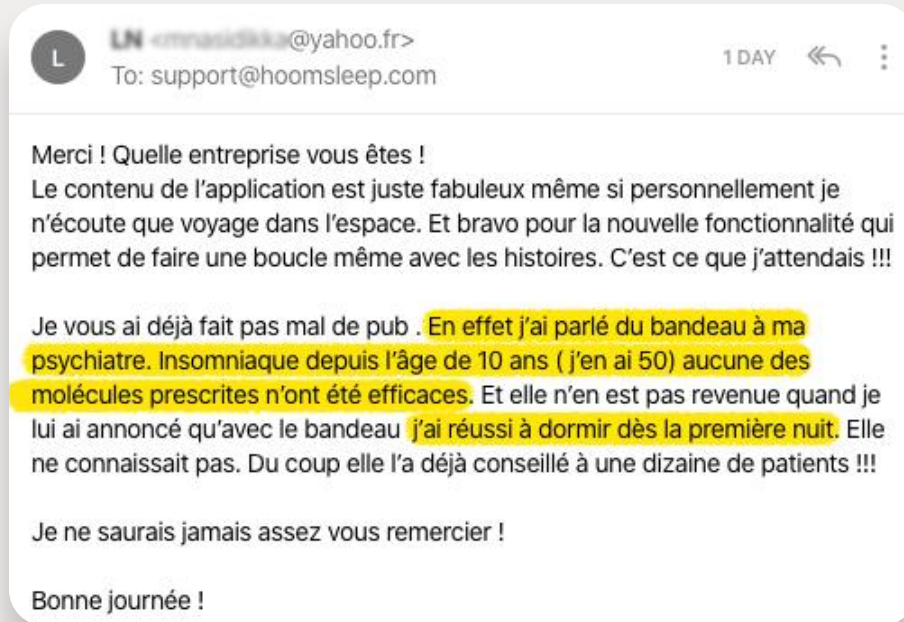 L
LN @yahoo.fr>
To: support@hoomsleep.com
1 DAY
Merci ! Quelle entreprise vous êtes !
Le contenu de l'application est juste fabuleux même si personnellement je
n'écoute que voyage dans l'espace. Et bravo pour la nouvelle fonctionnalité qui
permet de faire une boucle même avec les histoires. C'est ce que j'attendais !!!
Je vous ai déjà fait pas mal de pub . En effet j'ai parlé du bandeau à ma
psychiatre. Insomniaque depuis l'âge de 10 ans ( j'en ai 50) aucune des
molécules prescrites n'ont été efficaces. Et elle n'en est pas revenue quand je
lui ai annoncé qu'avec le bandeau j'ai réussi à dormir dès la première nuit. Elle
ne connaissait pas. Du coup elle l'a déjà conseillé à une dizaine de patients !!!
Je ne saurais jamais assez vous remercier !
Bonne journée !